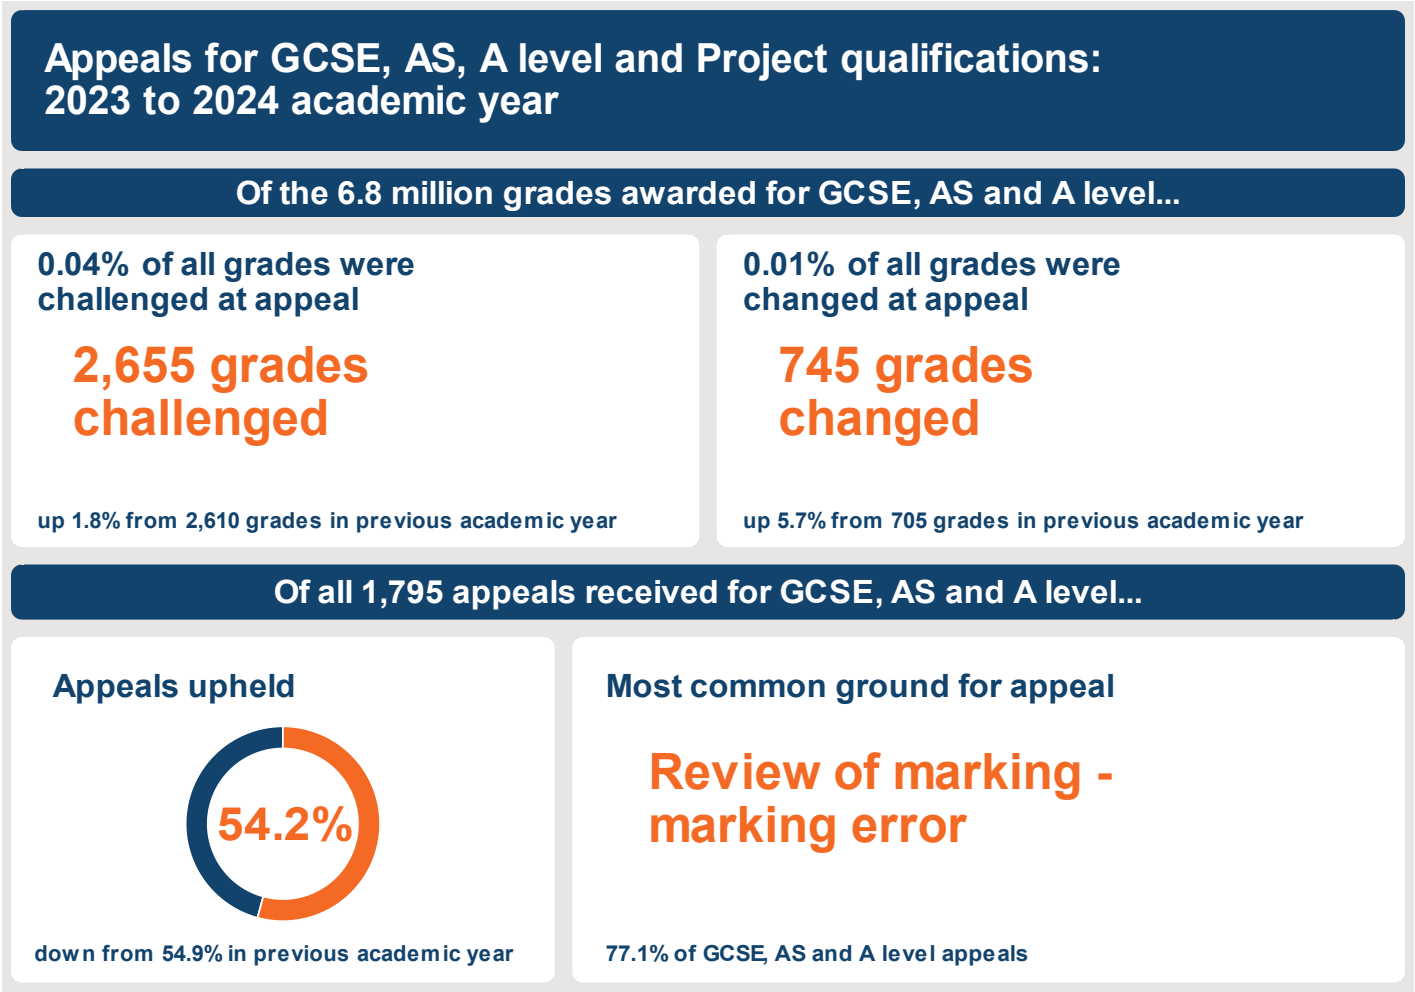 Appeals for GCSE, AS, A level and Project qualifications:
2023 to 2024 academic year
Of the 6.8 million grades awarded for GCSE, AS and A level...
0.04% of all grades were
challenged at appeal
2,655 grades
challenged
up 1.8% from 2,610 grades in previous academic year
0.01% of all grades were
changed at appeal
745 grades
changed
up 5.7% from 705 grades in previous academic year
Of all 1,795 appeals received for GCSE, AS and A level...
Appeals upheld
54.2%
down from 54.9% in previous academic year
Most common ground for appeal
Review of marking -
marking error
77.1% of GCSE, AS and A level appeals